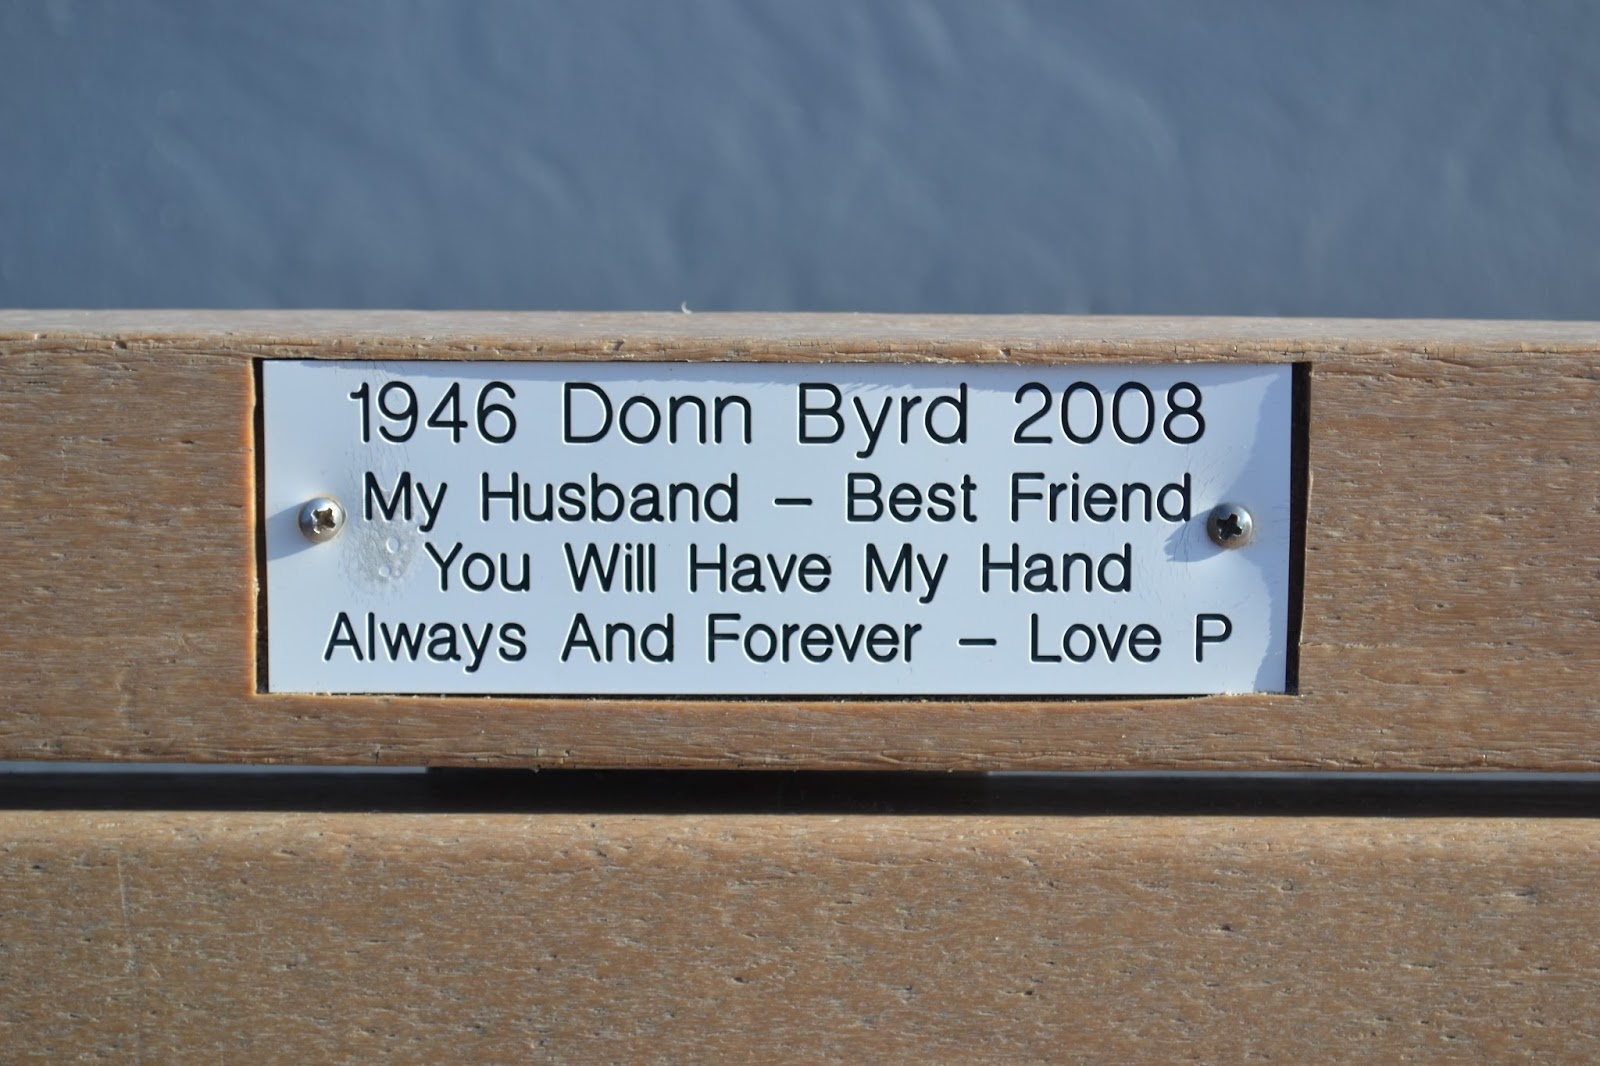 1946 Donn Byrd 2008
My Husband – Best Friend
You Will Have My Hand
Always And Forever – Love P